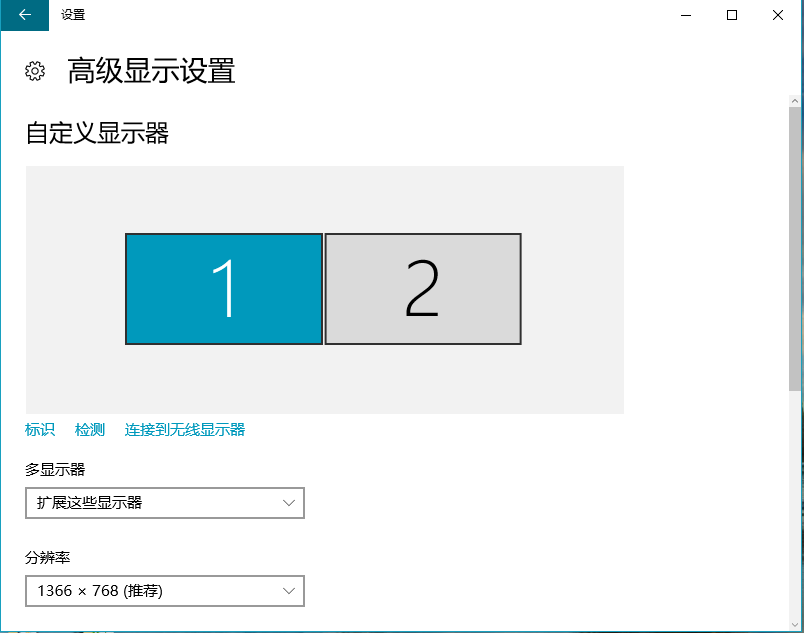 设置
高级显示设置
自定义显示器
1 2
标识 检测 连接到无线显示器
多显示器
扩展这些显示器
分辨率
1366 × 768 (推荐)